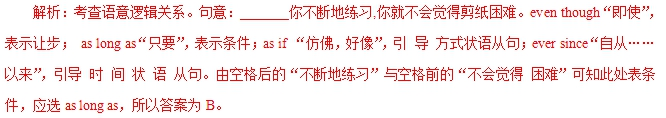 解析：考查语意逻辑关系。句意：_______你不断地练习,你就不会觉得剪纸困难。even though“即使”，
表示让步； as long as“只要”，表示条件；as if “仿佛，好像”，引 导 方式状语从句；ever since“自从……
以来”，引导 时 间 状 语 从句。由空格后的“不断地练习”与空格前的“不会觉得 困难”可知此处表条
件，应选 as long as，所以答案为 B。